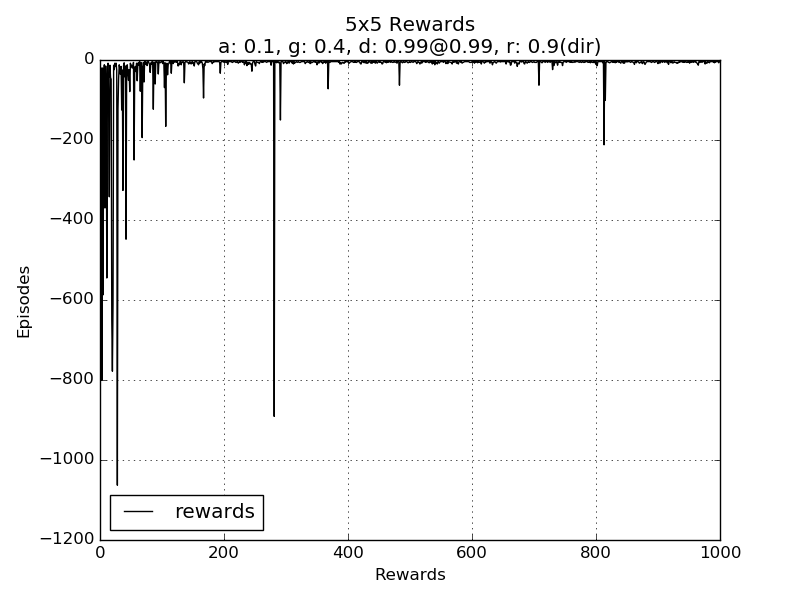 5x5 Rewards
a: 0.1, g: 0.4, d: 0.99@0.99, r: 0.9(dir)
0
−200
−400
−600
−800
−1000
−1200
Episodes
rewards
0 200 400 600 800 1000
Rewards